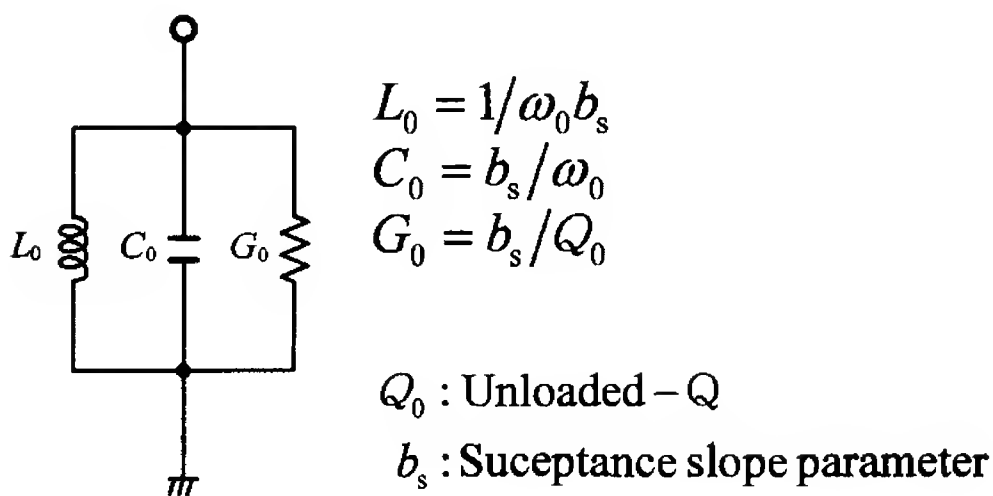 L₀ = 1/ω₀bₛ
C₀ = bₛ/ω₀
G₀ = bₛ/Q₀
L₀ C₀ G₀
Q₀ : Unloaded – Q
bₛ : Suceptance slope parameter